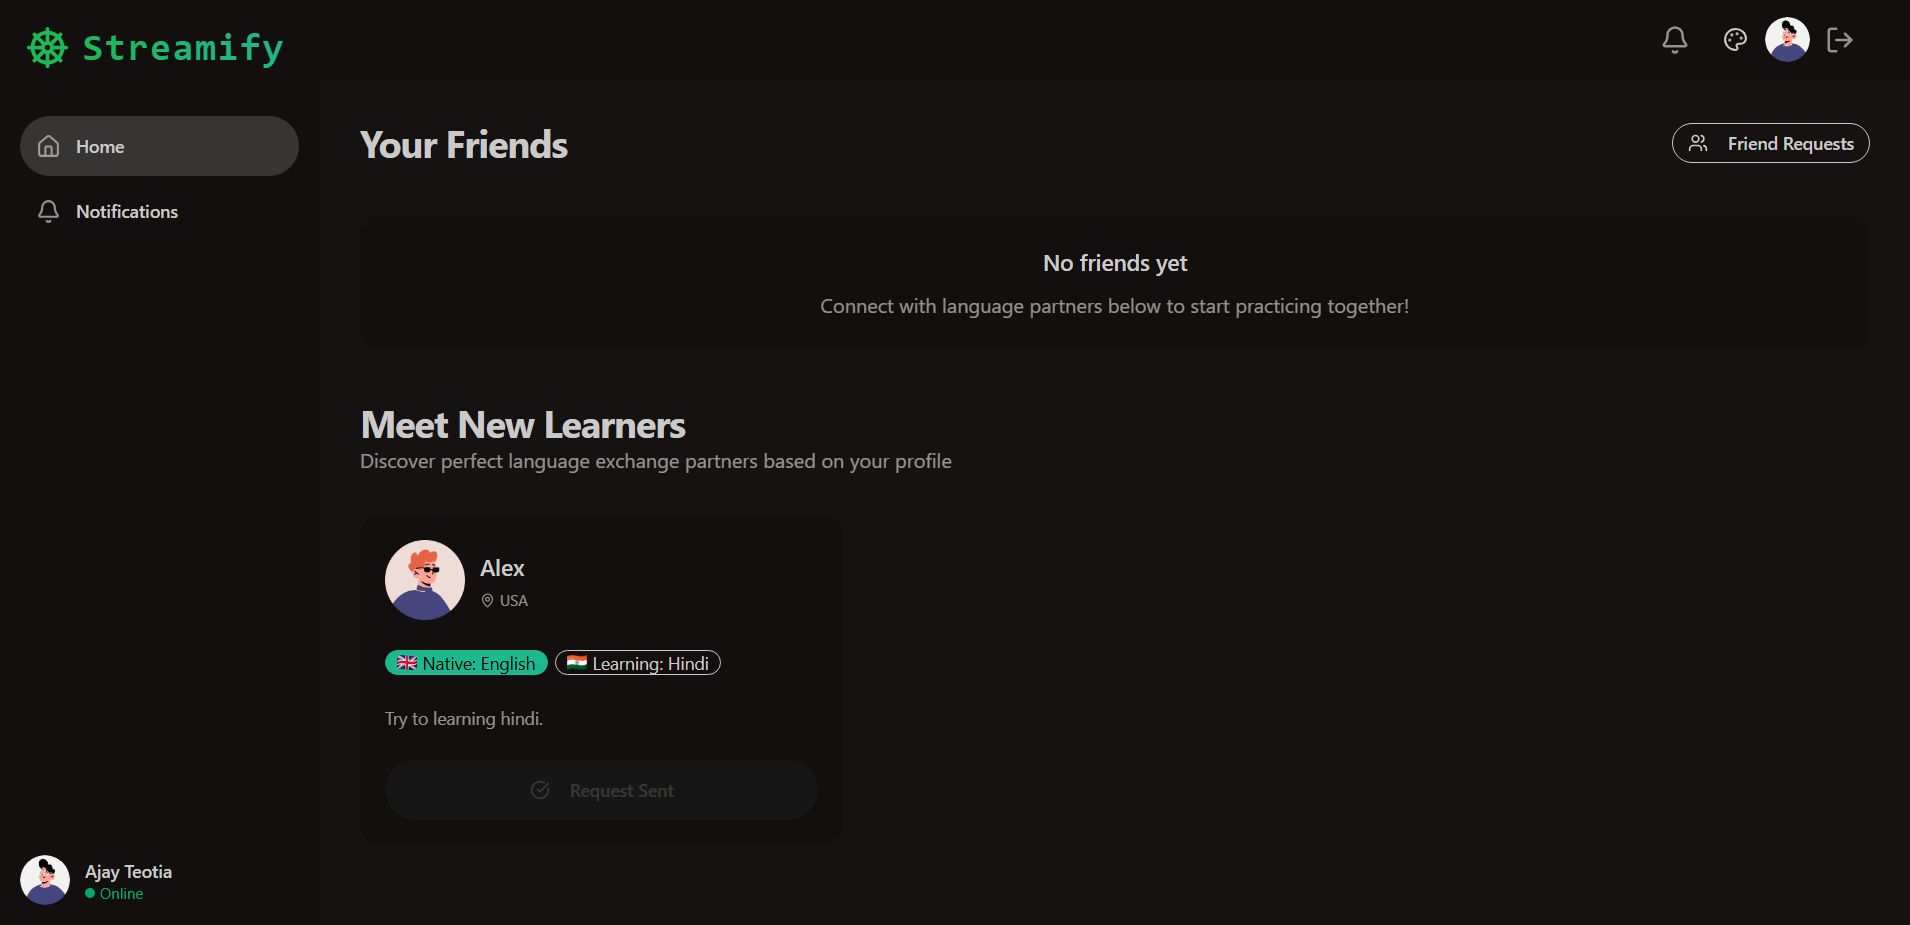 Streamify
Home
Notifications
Your Friends
Friend Requests
No friends yet
Connect with language partners below to start practicing together!
Meet New Learners
Discover perfect language exchange partners based on your profile
Alex
USA
Native: English
Learning: Hindi
Try to learning hindi.
Request Sent
Ajay Teotia
Online